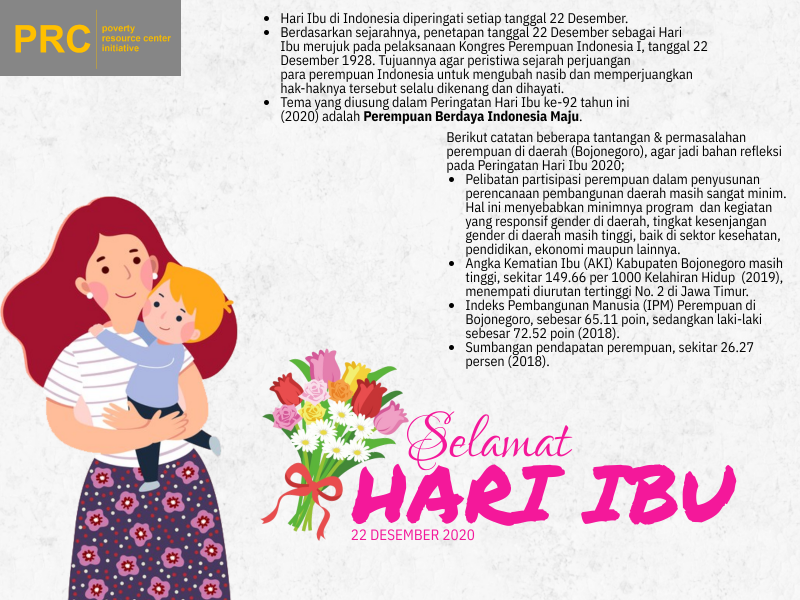 PRC
poverty
resource center
initiative
• Hari Ibu di Indonesia diperingati setiap tanggal 22 Desember.
• Berdasarkan sejarahnya, penetapan tanggal 22 Desember sebagai Hari
Ibu merujuk pada pelaksanaan Kongres Perempuan Indonesia I, tanggal 22
Desember 1928. Tujuannya agar peristiwa sejarah perjuangan
para perempuan Indonesia untuk mengubah nasib dan memperjuangkan
hak-haknya tersebut selalu dikenang dan dihayati.
• Tema yang diusung dalam Peringatan Hari Ibu ke-92 tahun ini
(2020) adalah Perempuan Berdaya Indonesia Maju.
Berikut catatan beberapa tantangan & permasalahan
perempuan di daerah (Bojonegoro), agar jadi bahan refleksi
pada Peringatan Hari Ibu 2020;
• Pelibatan partisipasi perempuan dalam penyusunan
perencanaan pembangunan daerah masih sangat minim.
Hal ini menyebabkan minimnya program dan kegiatan
yang responsif gender di daerah, tingkat kesenjangan
gender di daerah masih tinggi, baik di sektor kesehatan,
pendidikan, ekonomi maupun lainnya.
• Angka Kematian Ibu (AKI) Kabupaten Bojonegoro masih
tinggi, sekitar 149.66 per 1000 Kelahiran Hidup (2019),
menempati diurutan tertinggi No. 2 di Jawa Timur.
• Indeks Pembangunan Manusia (IPM) Perempuan di
Bojonegoro, sebesar 65.11 poin, sedangkan laki-laki
sebesar 72.52 poin (2018).
• Sumbangan pendapatan perempuan, sekitar 26.27
persen (2018).
Selamat
HARI IBU
22 DESEMBER 2020